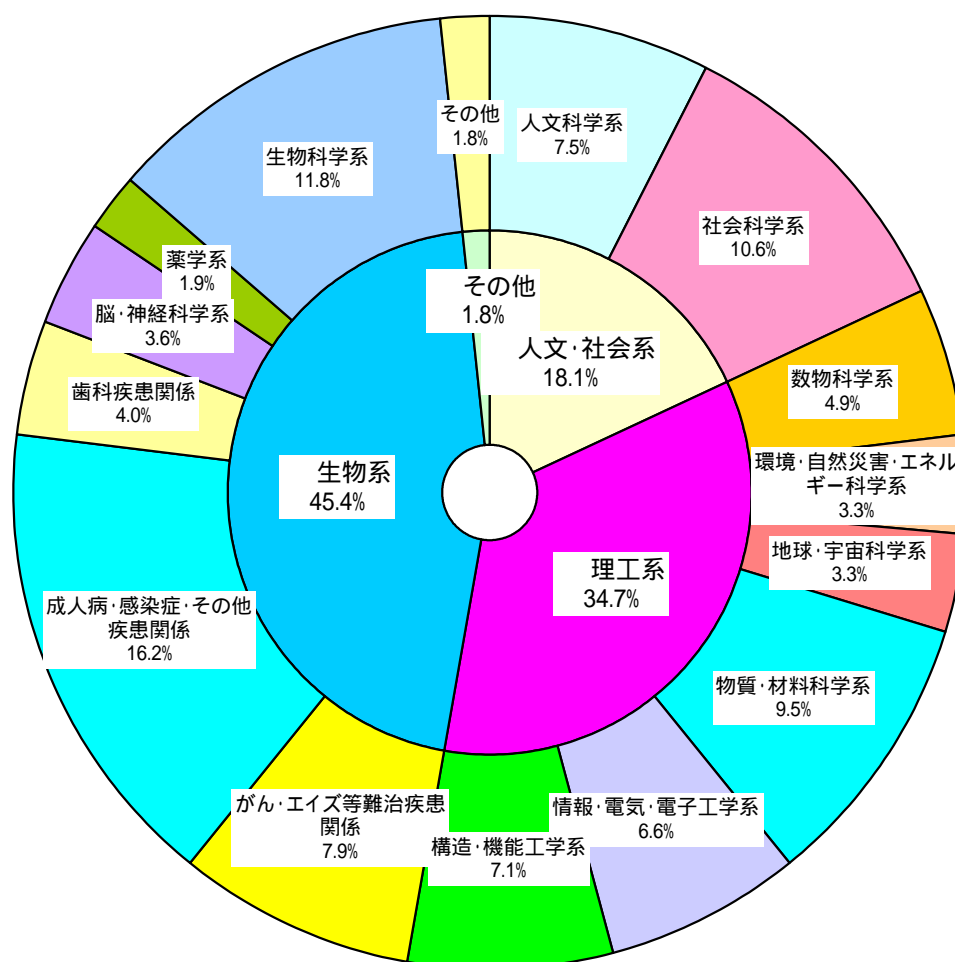 その他
1.8%
人文科学系
7.5%
生物科学系
11.8%
社会科学系
10.6%
薬学系
1.9%
その他
1.8%
脳･神経科学系
3.6%
人文･社会系
18.1%
数物科学系
4.9%
歯科疾患関係
4.0%
生物系
45.4%
環境･自然災害･エネル
ギー科学系
3.3%
地球･宇宙科学系
3.3%
理工系
34.7%
成人病･感染症･その他
疾患関係
16.2%
物質･材料科学系
9.5%
がん･エイズ等難治疾患
関係
7.9%
情報･電気･電子工学系
6.6%
構造･機能工学系
7.1%